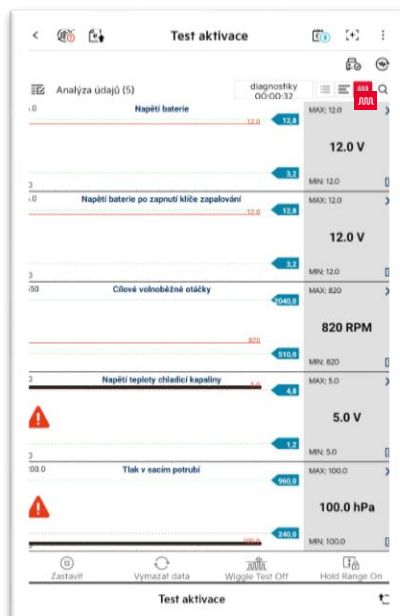 Test aktivace
Analýza údajů (5)
diagnostiky
00:00:32
Napětí baterie
12.0
12,8
3,2
MAX: 12.0
12.0 V
MIN: 12.0
Napětí baterie po zapnutí klíče zapalování
12.0
12,8
3,2
MAX: 12.0
12.0 V
MIN: 12.0
Cílové volnoběžné otáčky
2040,0
820
510,0
MAX: 820
820 RPM
MIN: 820
Napětí teploty chladicí kapaliny
5.0
4,8
1,2
MAX: 5.0
5.0 V
MIN: 5.0
Tlak v sacím potrubí
960,0
240,0
100.0
MAX: 100.0
100.0 hPa
MIN: 100.0
Zastavit
Vymazat data
Wiggle Test Off
Hold Range On
Test aktivace